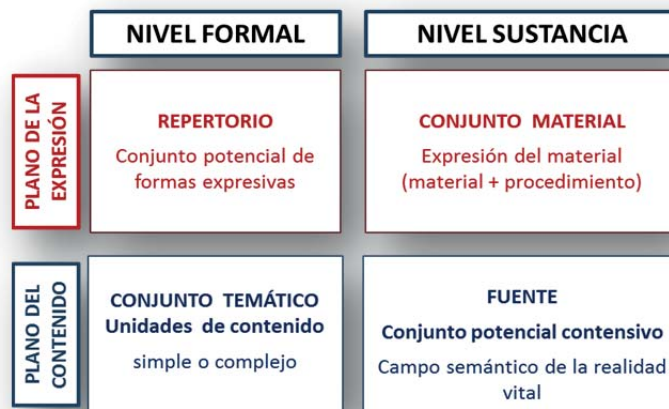 NIVEL FORMAL
NIVEL SUSTANCIA
PLANO DE LA
EXPRESIÓN
REPERTORIO
Conjunto potencial de
formas expresivas
CONJUNTO MATERIAL
Expresión del material
(material + procedimiento)
PLANO DEL
CONTENIDO
CONJUNTO TEMÁTICO
Unidades de contenido
simple o complejo
FUENTE
Conjunto potencial contensivo
Campo semántico de la realidad
vital